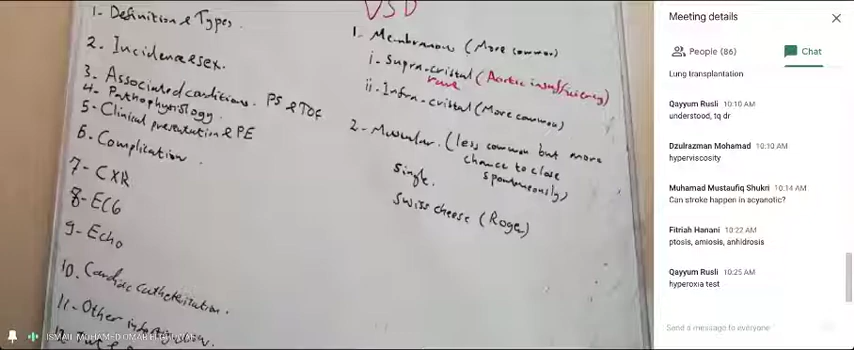 VSD
1- Definition & Types.
2. Incidence & sex.
3- Associated conditions. PS & TOF
4- Pathophysiology.
5- Clinical presentation & PE
6- Complication.
7- CXR
8- ECG
9- Echo
10. Cardiac catheterization.
11- Other
1- Membranous (More common)
i- Supra-cristal (Aortic insufficiency)
rare
ii. Infra-cristal (More common)
2- Muscular. (less common but more
chance to close
spontaneously)
Single.
Swiss cheese (Roger)
ISMAIL MOHAMED OMAR
Meeting details
People (86)
Chat
Lung transplantation
Qayyum Rusli 10:10 AM
understood, tq dr
Dzulrazman Mohamad 10:10 AM
hyperviscosity
Muhamad Mustaufiq Shukri 10:14 AM
Can stroke happen in acyanotic?
Fitriah Hanani 10:22 AM
ptosis, amiosis, anhidrosis
Qayyum Rusli 10:25 AM
hyperoxia test
Send a message to everyone